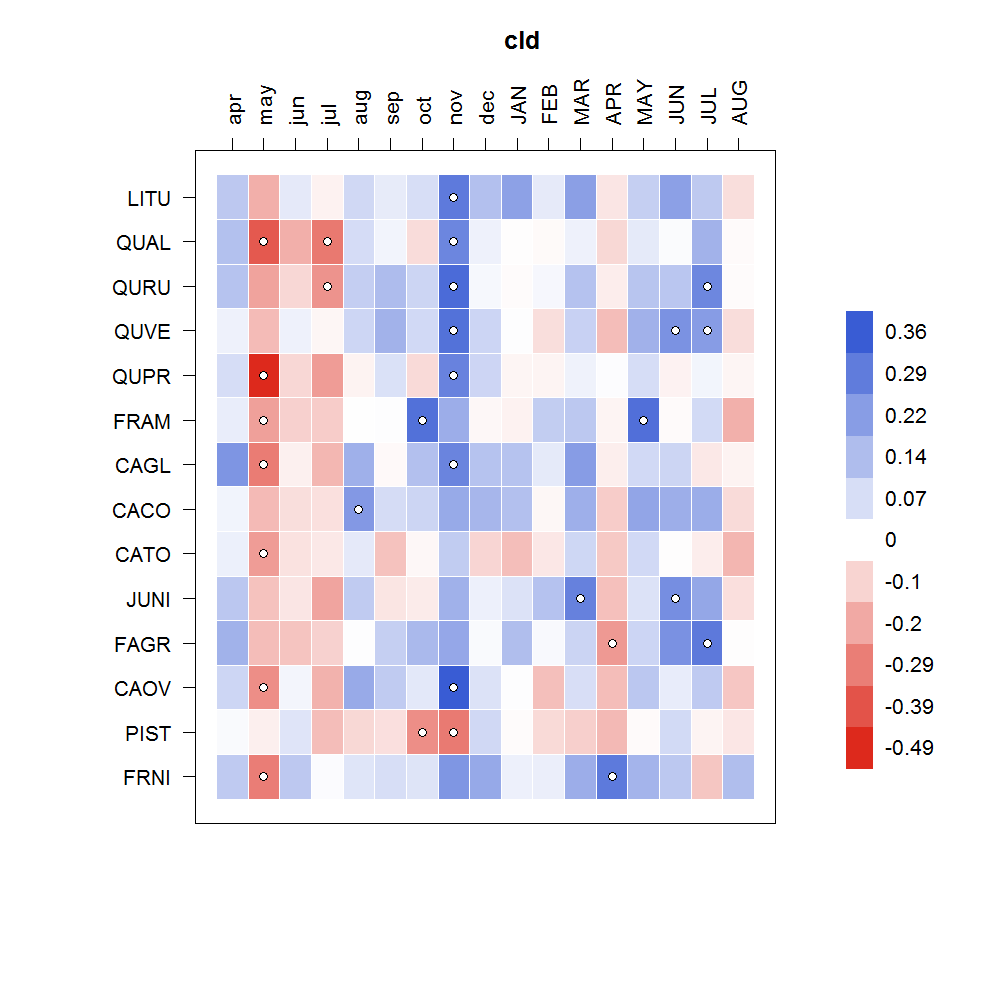 cld
apr may jun jul aug sep oct nov dec JAN FEB MAR APR MAY JUN JUL AUG
LITU
QUAL
QURU
QUVE
QUPR
FRAM
CAGL
CACO
CATO
JUNI
FAGR
CAOV
PIST
FRNI
0.36
0.29
0.22
0.14
0.07
0
-0.1
-0.2
-0.29
-0.39
-0.49